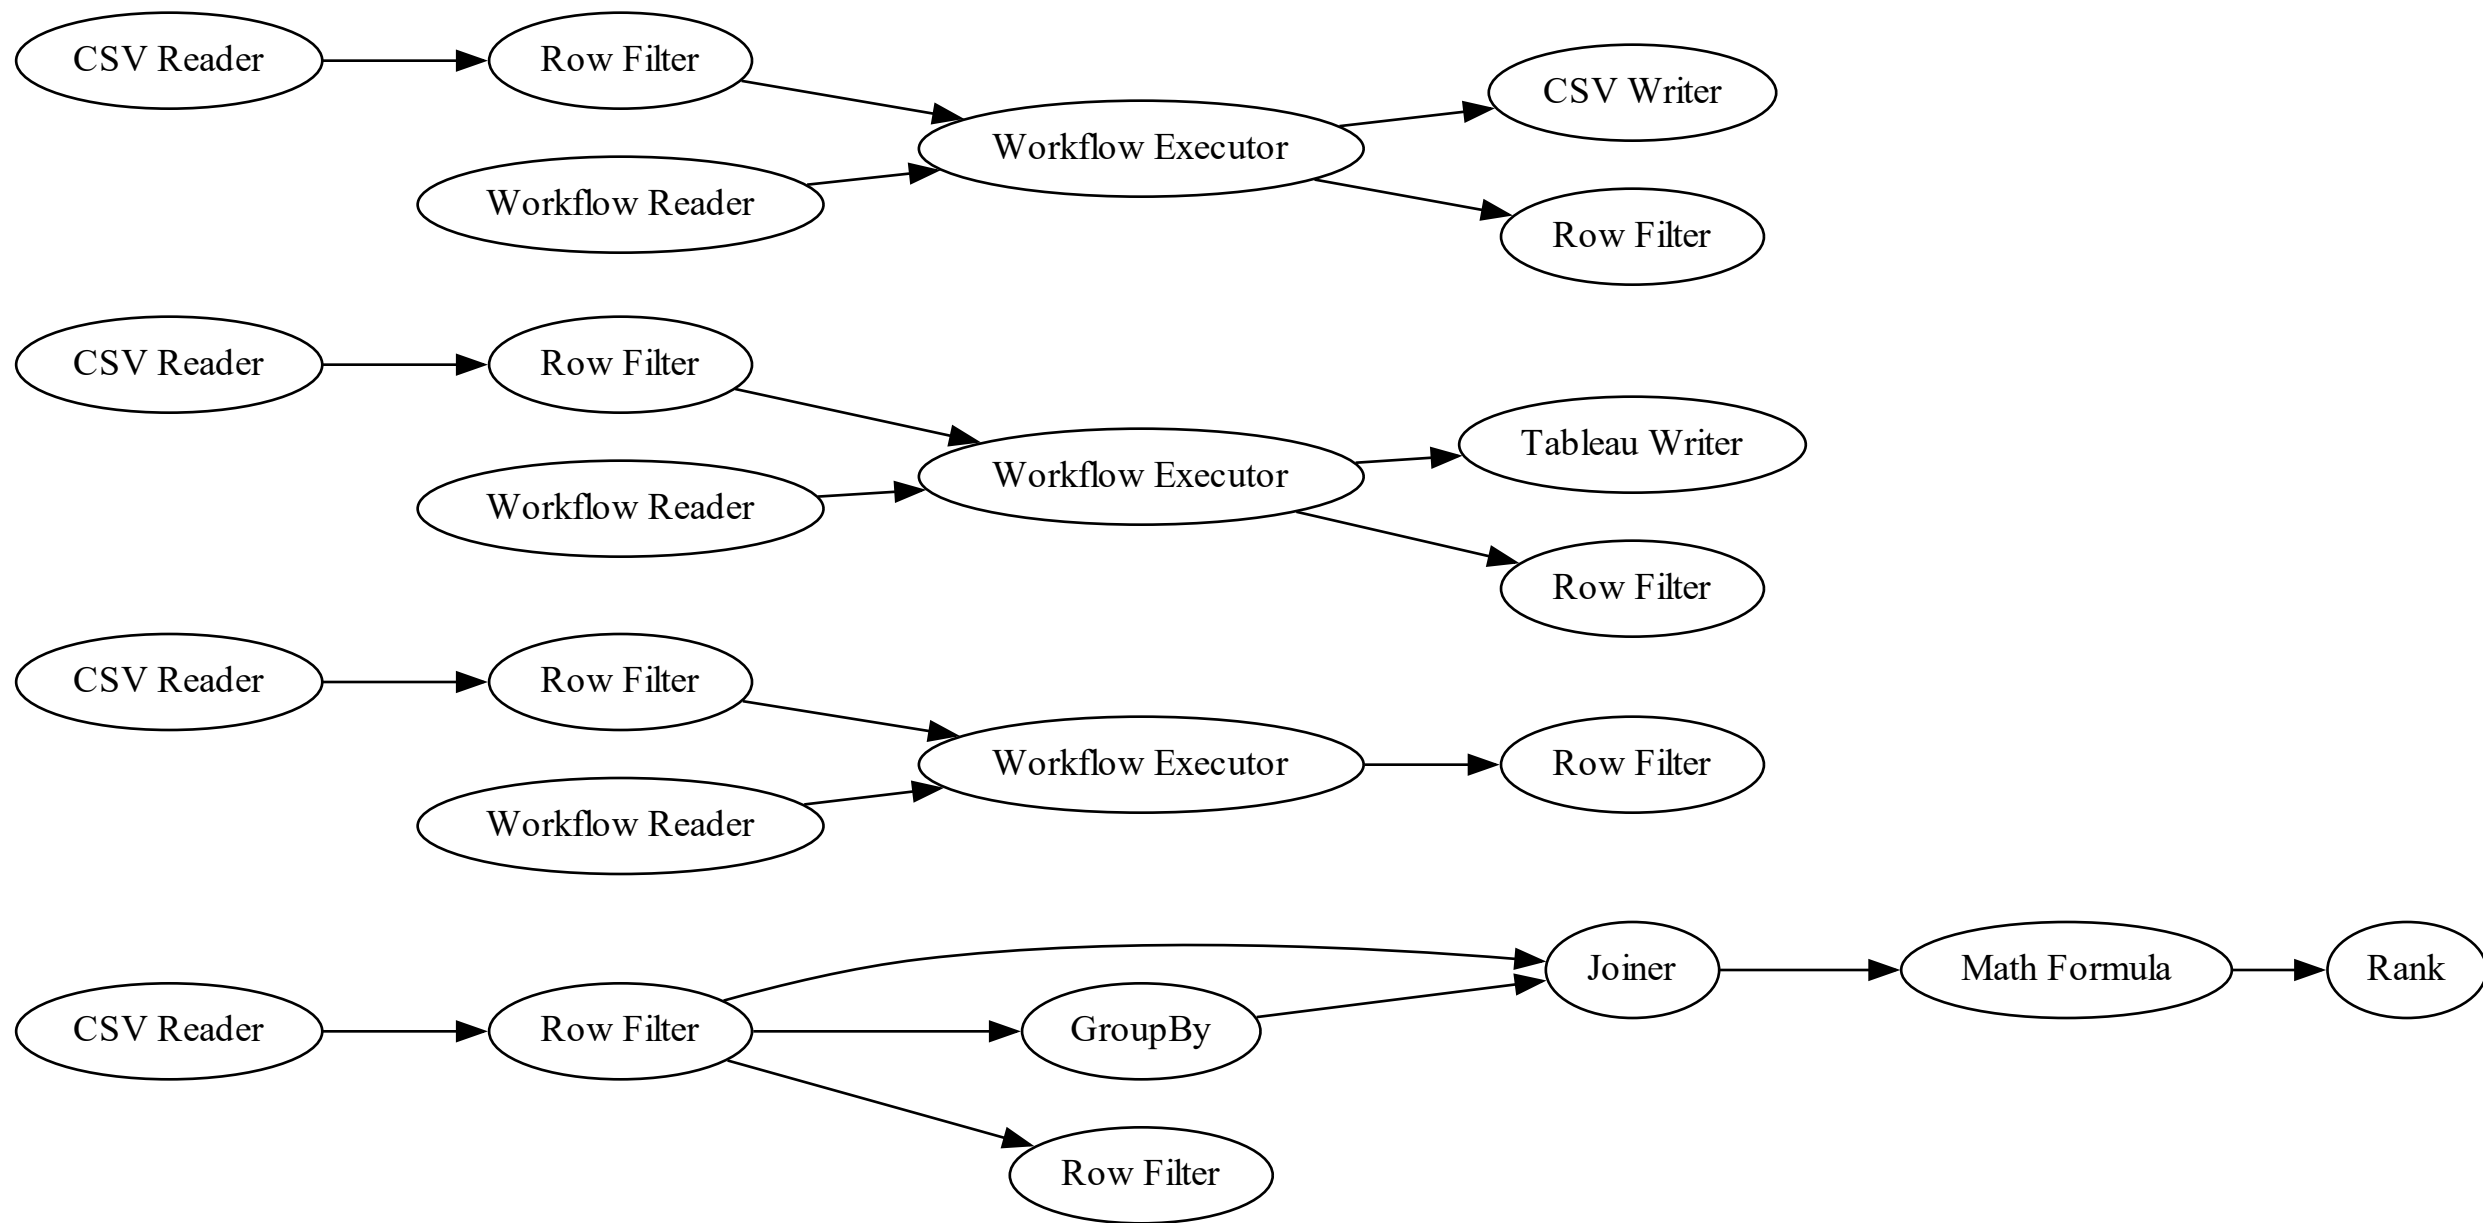 CSV Reader
Row Filter
CSV Writer
Workflow Executor
Workflow Reader
Row Filter
CSV Reader
Row Filter
Tableau Writer
Workflow Executor
Workflow Reader
Row Filter
CSV Reader
Row Filter
Workflow Executor
Row Filter
Workflow Reader
Joiner
Math Formula
Rank
CSV Reader
Row Filter
GroupBy
Row Filter